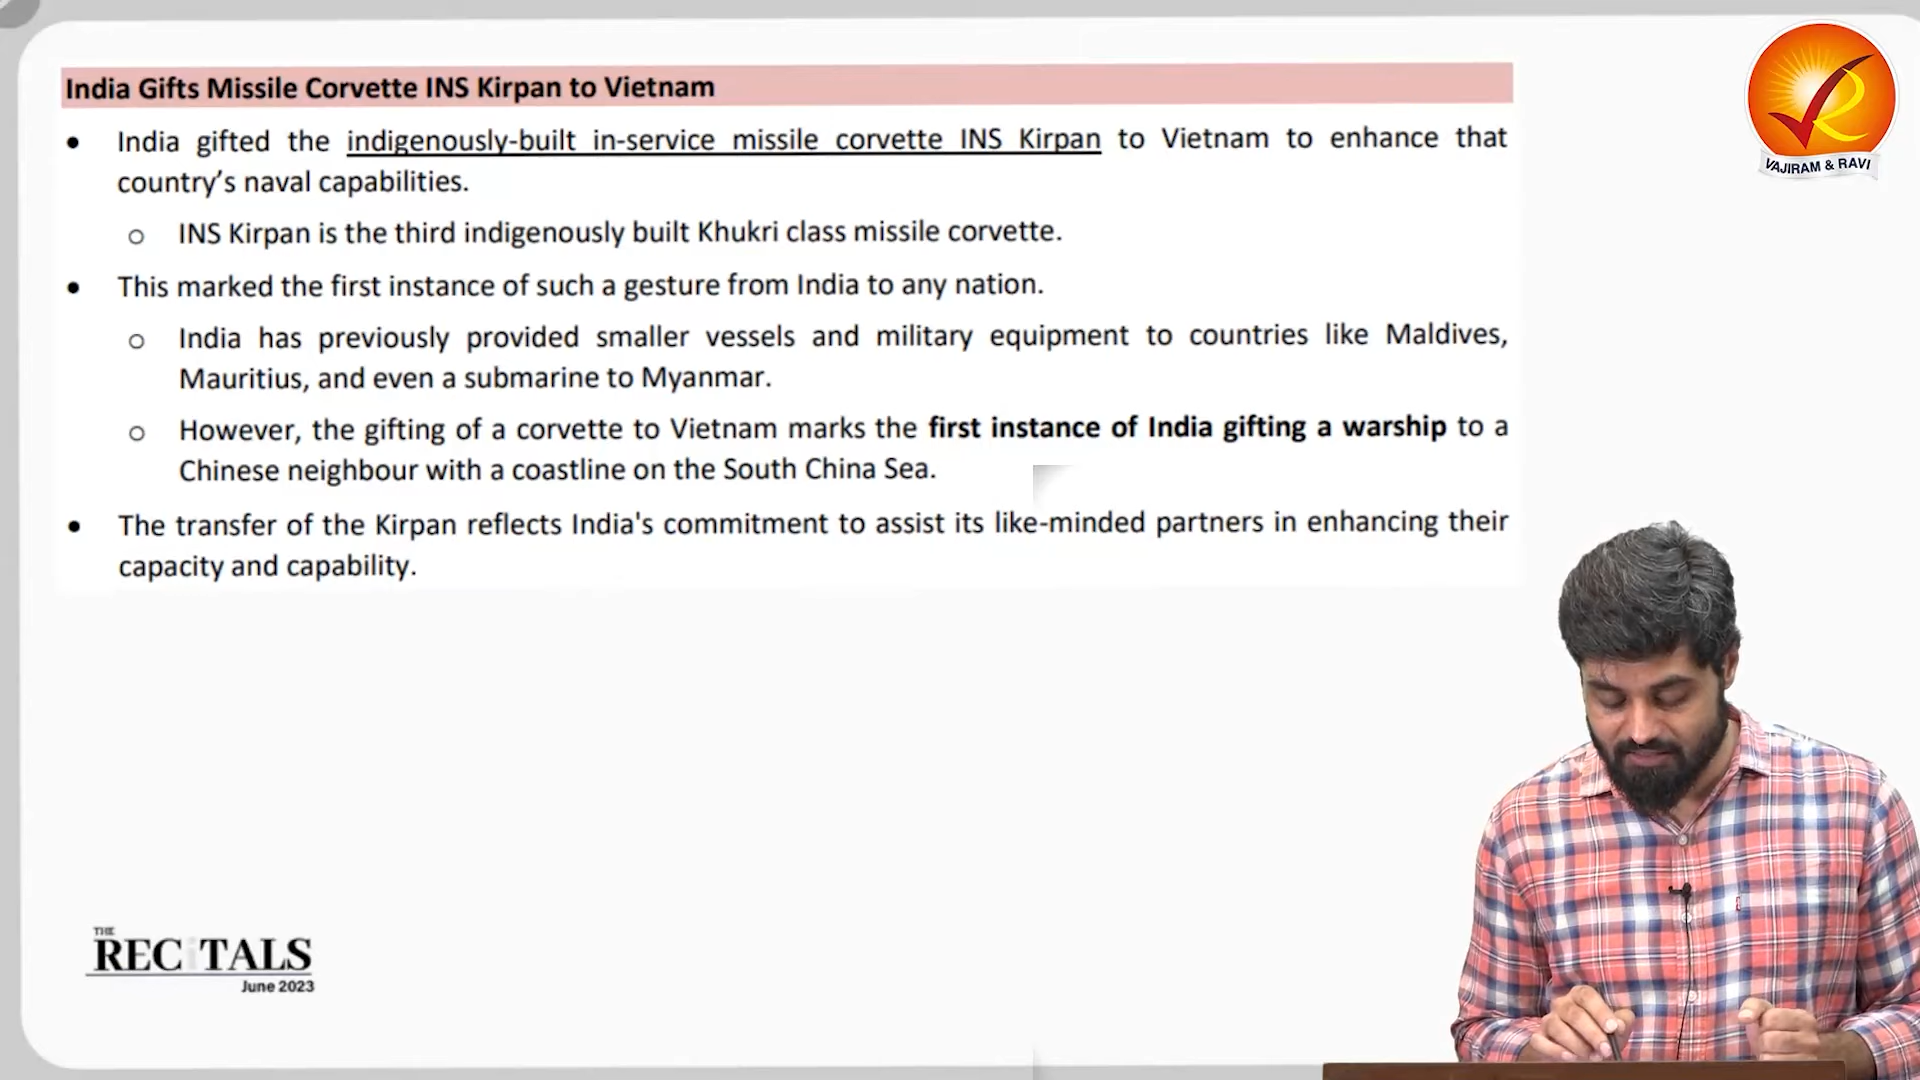 India Gifts Missile Corvette INS Kirpan to Vietnam
• India gifted the indigenously-built in-service missile corvette INS Kirpan to Vietnam to enhance that
country’s naval capabilities.
o INS Kirpan is the third indigenously built Khukri class missile corvette.
• This marked the first instance of such a gesture from India to any nation.
o India has previously provided smaller vessels and military equipment to countries like Maldives,
Mauritius, and even a submarine to Myanmar.
o However, the gifting of a corvette to Vietnam marks the first instance of India gifting a warship to a
Chinese neighbour with a coastline on the South China Sea.
• The transfer of the Kirpan reflects India's commitment to assist its like-minded partners in enhancing their
capacity and capability.
VAJIRAM & RAVI
THE
RECiTALS
June 2023